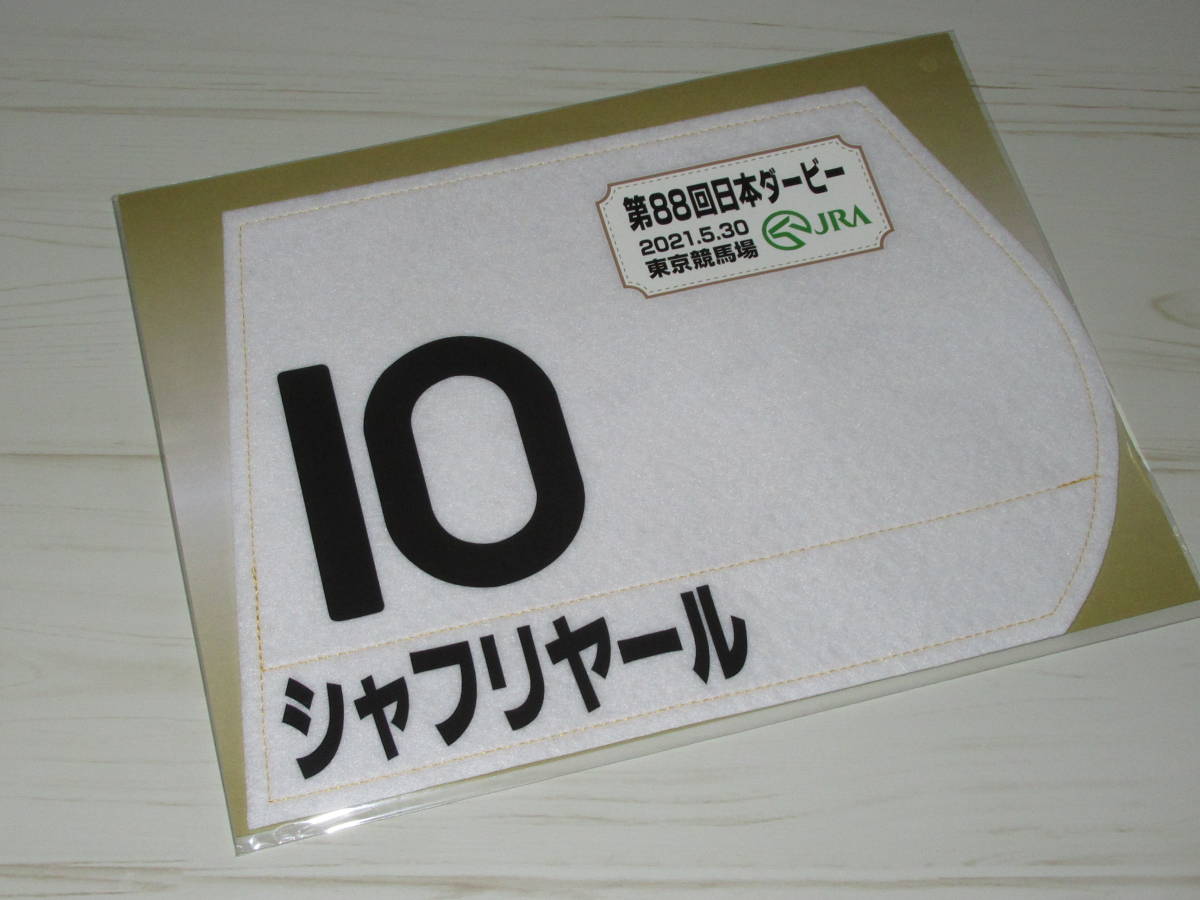 第88回日本ダービー
2021.5.30
東京競馬場
JRA
10
シャフリヤール